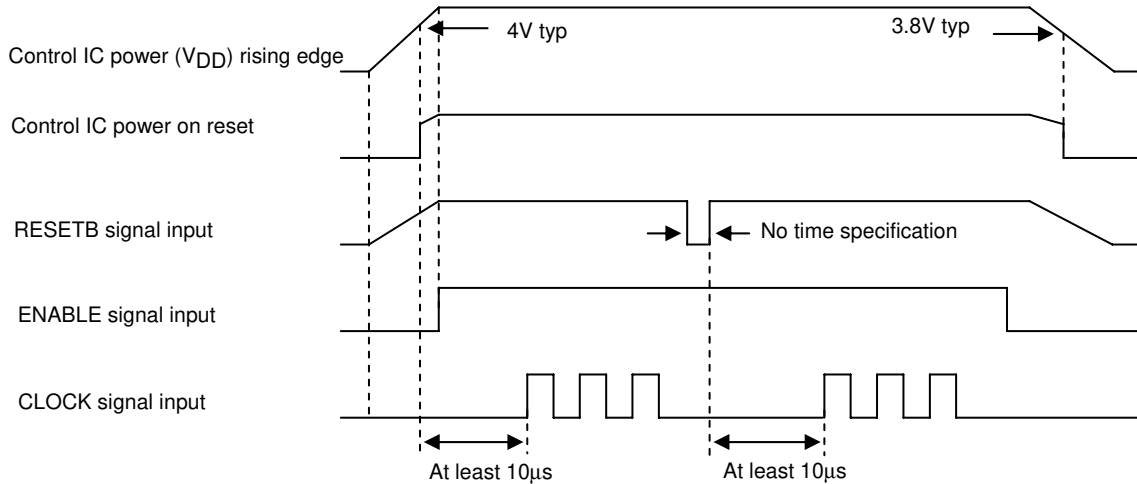 4V typ
3.8V typ
Control IC power (VDD) rising edge
Control IC power on reset
RESETB signal input
No time specification
ENABLE signal input
CLOCK signal input
At least 10µs
At least 10µs